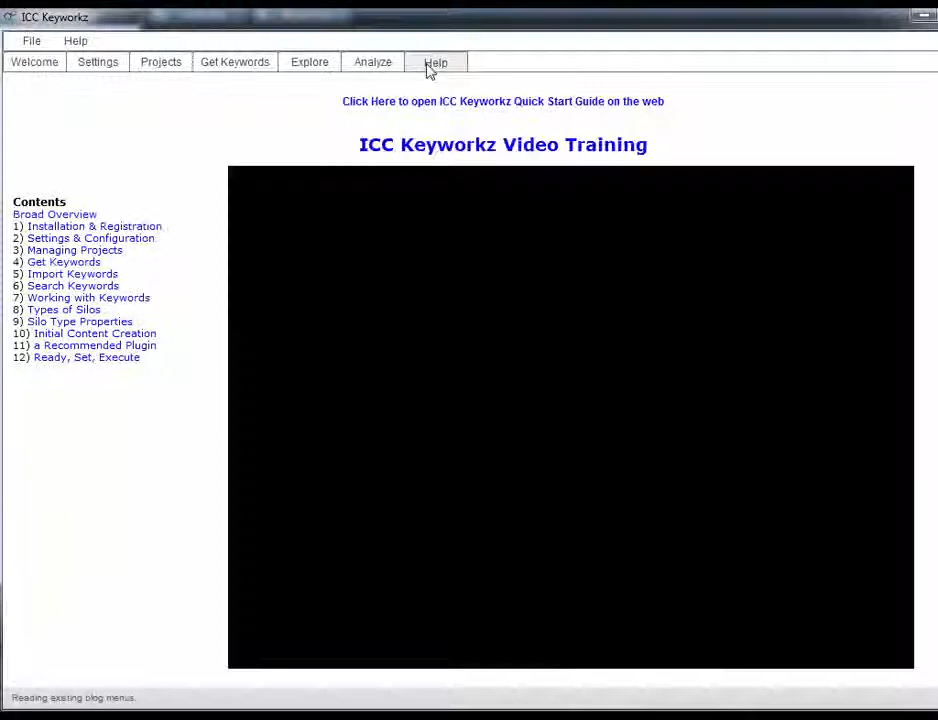 ICC Keyworkz
File Help
Welcome Settings Projects Get Keywords Explore Analyze Help
Click Here to open ICC Keyworkz Quick Start Guide on the web
ICC Keyworkz Video Training
Contents
Broad Overview
1) Installation & Registration
2) Settings & Configuration
3) Managing Projects
4) Get Keywords
5) Import Keywords
6) Search Keywords
7) Working with Keywords
8) Types of Silos
9) Silo Type Properties
10) Initial Content Creation
11) a Recommended Plugin
12) Ready, Set, Execute
Reading existing blog menus.